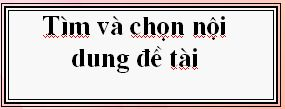 Tìm và chọn nội
dung đề tài